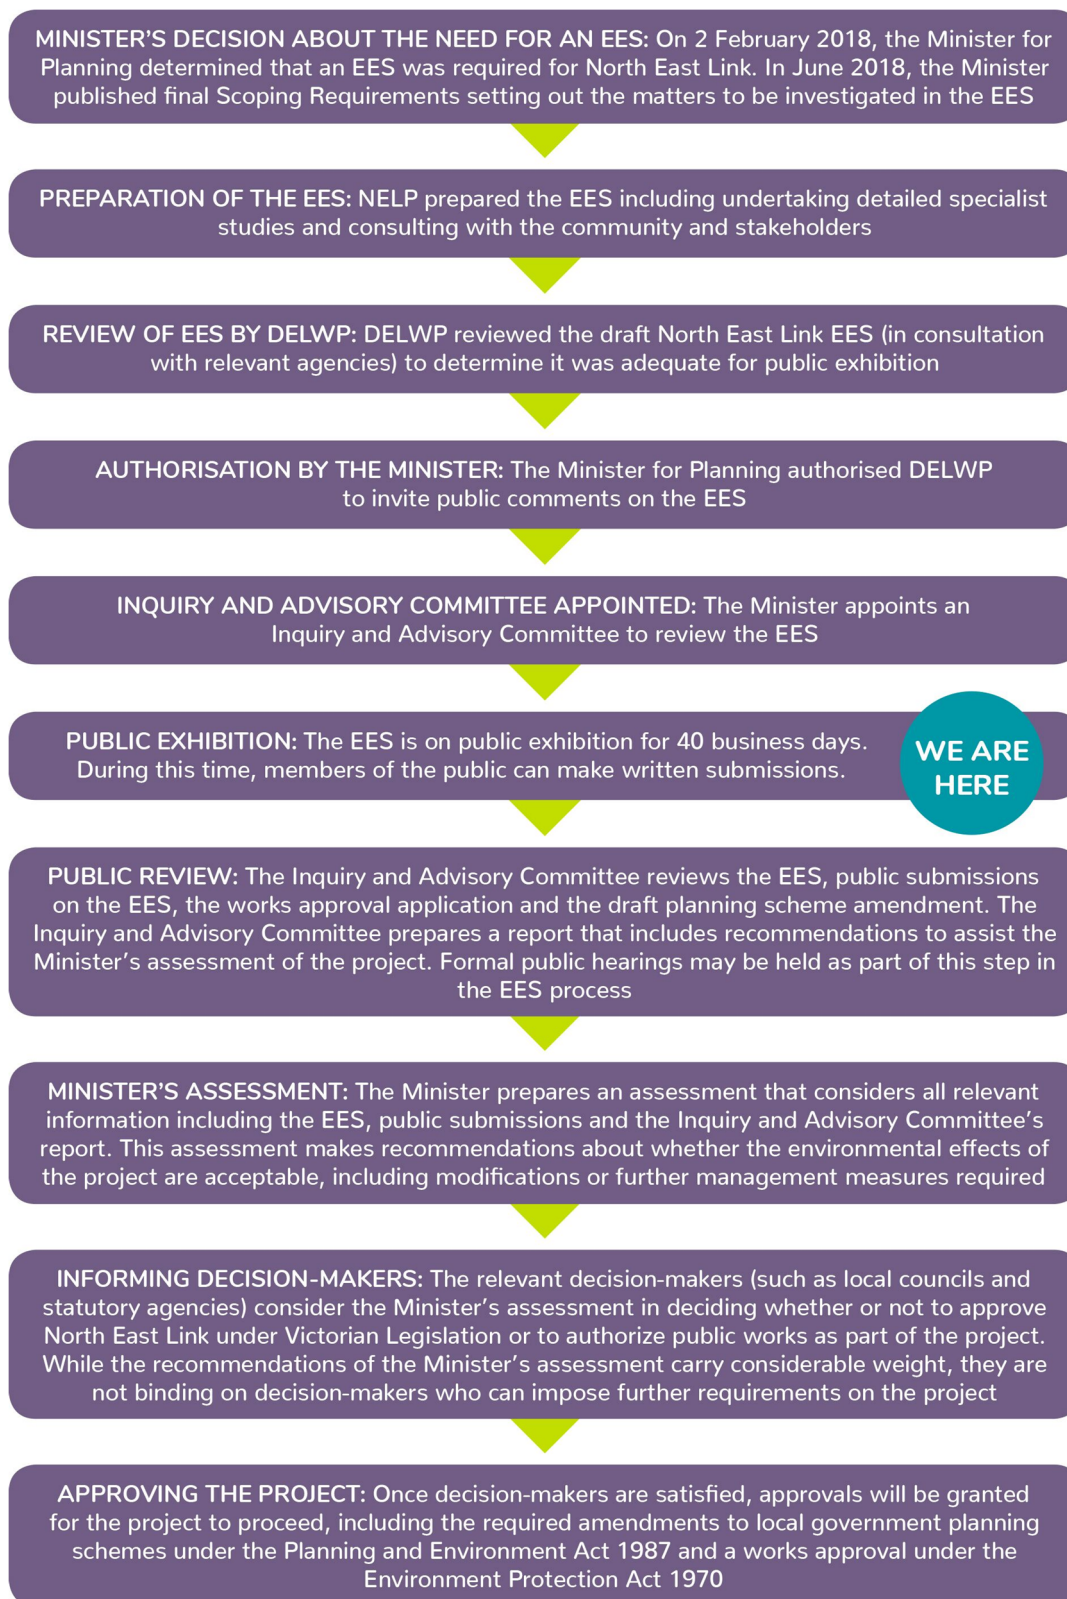 MINISTER’S DECISION ABOUT THE NEED FOR AN EES: On 2 February 2018, the Minister for
Planning determined that an EES was required for North East Link. In June 2018, the Minister
published final Scoping Requirements setting out the matters to be investigated in the EES
PREPARATION OF THE EES: NELP prepared the EES including undertaking detailed specialist
studies and consulting with the community and stakeholders
REVIEW OF EES BY DELWP: DELWP reviewed the draft North East Link EES (in consultation
with relevant agencies) to determine it was adequate for public exhibition
AUTHORISATION BY THE MINISTER: The Minister for Planning authorised DELWP
to invite public comments on the EES
INQUIRY AND ADVISORY COMMITTEE APPOINTED: The Minister appoints an
Inquiry and Advisory Committee to review the EES
PUBLIC EXHIBITION: The EES is on public exhibition for 40 business days.
During this time, members of the public can make written submissions.
WE ARE
HERE
PUBLIC REVIEW: The Inquiry and Advisory Committee reviews the EES, public submissions
on the EES, the works approval application and the draft planning scheme amendment. The
Inquiry and Advisory Committee prepares a report that includes recommendations to assist the
Minister’s assessment of the project. Formal public hearings may be held as part of this step in
the EES process
MINISTER’S ASSESSMENT: The Minister prepares an assessment that considers all relevant
information including the EES, public submissions and the Inquiry and Advisory Committee’s
report. This assessment makes recommendations about whether the environmental effects of
the project are acceptable, including modifications or further management measures required
INFORMING DECISION-MAKERS: The relevant decision-makers (such as local councils and
statutory agencies) consider the Minister’s assessment in deciding whether or not to approve
North East Link under Victorian Legislation or to authorize public works as part of the project.
While the recommendations of the Minister’s assessment carry considerable weight, they are
not binding on decision-makers who can impose further requirements on the project
APPROVING THE PROJECT: Once decision-makers are satisfied, approvals will be granted
for the project to proceed, including the required amendments to local government planning
schemes under the Planning and Environment Act 1987 and a works approval under the
Environment Protection Act 1970